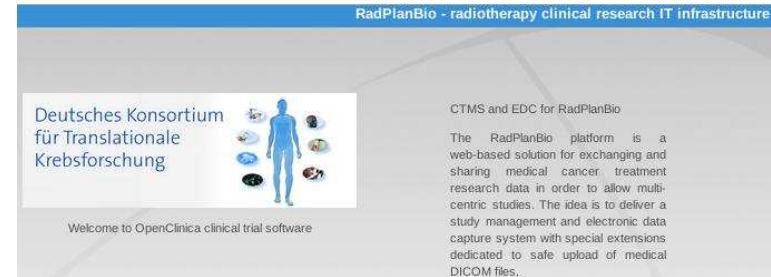 RadPlanBio - radiotherapy clinical research IT infrastructure
Deutsches Konsortium
für Translationale
Krebsforschung
Welcome to OpenClinica clinical trial software
CTMS and EDC for RadPlanBio
The RadPlanBio platform is a
web-based solution for exchanging and
sharing medical cancer treatment
research data in order to allow multi-
centric studies. The idea is to deliver a
study management and electronic data
capture system with special extensions
dedicated to safe upload of medical
DICOM files.